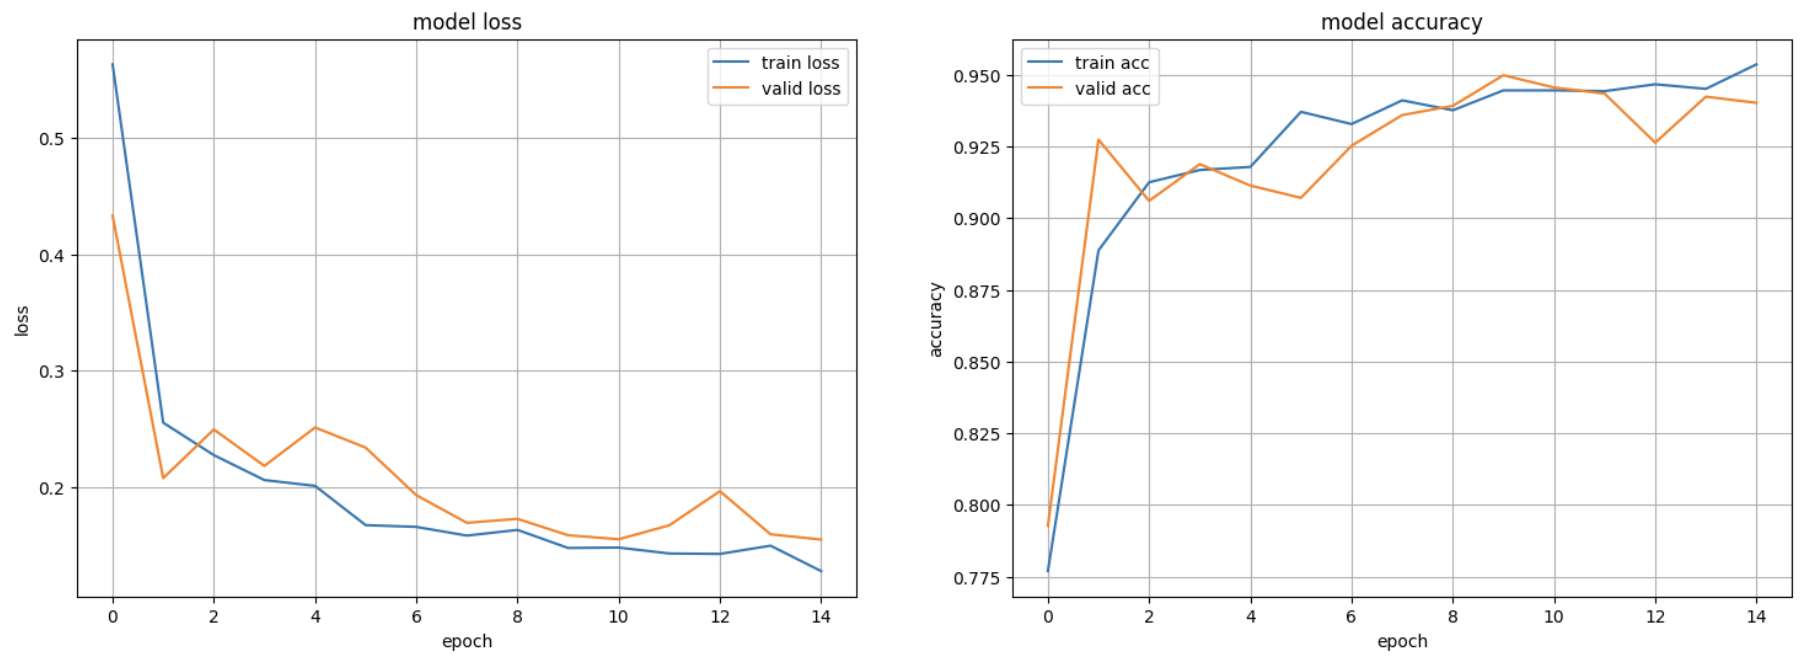 model loss
train loss
valid loss
0.5
0.4
0.3
0.2
loss
0 2 4 6 8 10 12 14
epoch
model accuracy
train acc
valid acc
0.950
0.925
0.900
0.875
0.850
0.825
0.800
0.775
accuracy
0 2 4 6 8 10 12 14
epoch